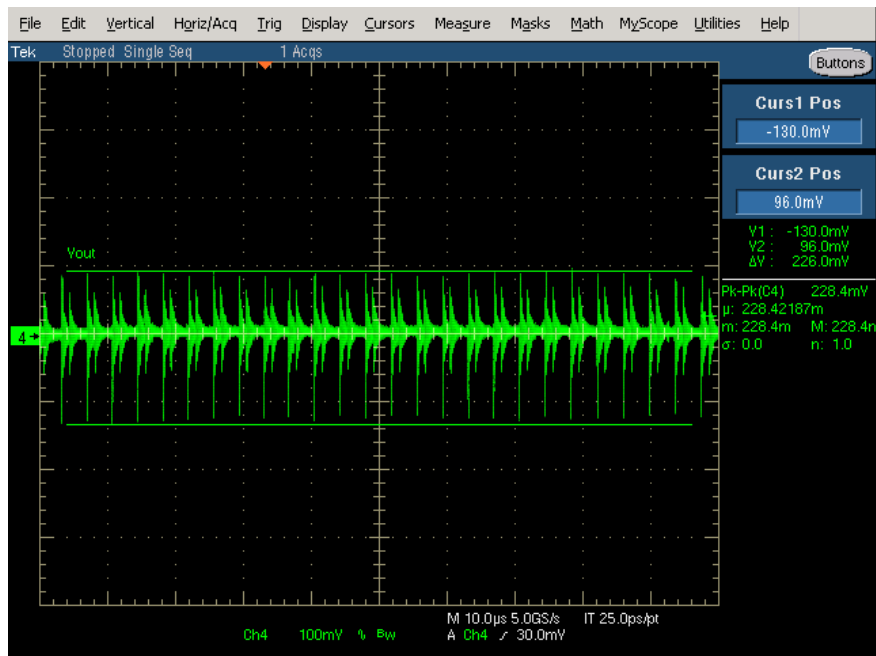 File Edit Vertical Horiz/Acq Trig Display Cursors Measure Masks Math MyScope Utilities Help
Tek Stopped Single Seq 1 Acqs
Buttons
Curs1 Pos
-130.0mV
Curs2 Pos
96.0mV
V1 : -130.0mV
V2 : 96.0mV
ΔV : 226.0mV
Pk-Pk(C4) 228.4mV
μ: 228.42187m
m: 228.4m M: 228.4m
σ: 0.0 n: 1.0
Vout
4
M 10.0μs 5.0GS/s IT 25.0ps/pt
Ch4 100mV ∿ Bw A Ch4 ∕ 30.0mV